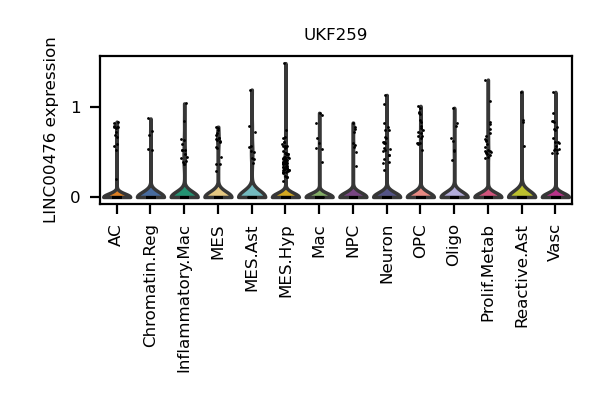 UKF259
LINC00476 expression
1
0
AC
Chromatin.Reg
Inflammatory.Mac
MES
MES.Ast
MES.Hyp
Mac
NPC
Neuron
OPC
Oligo
Prolif.Metab
Reactive.Ast
Vasc